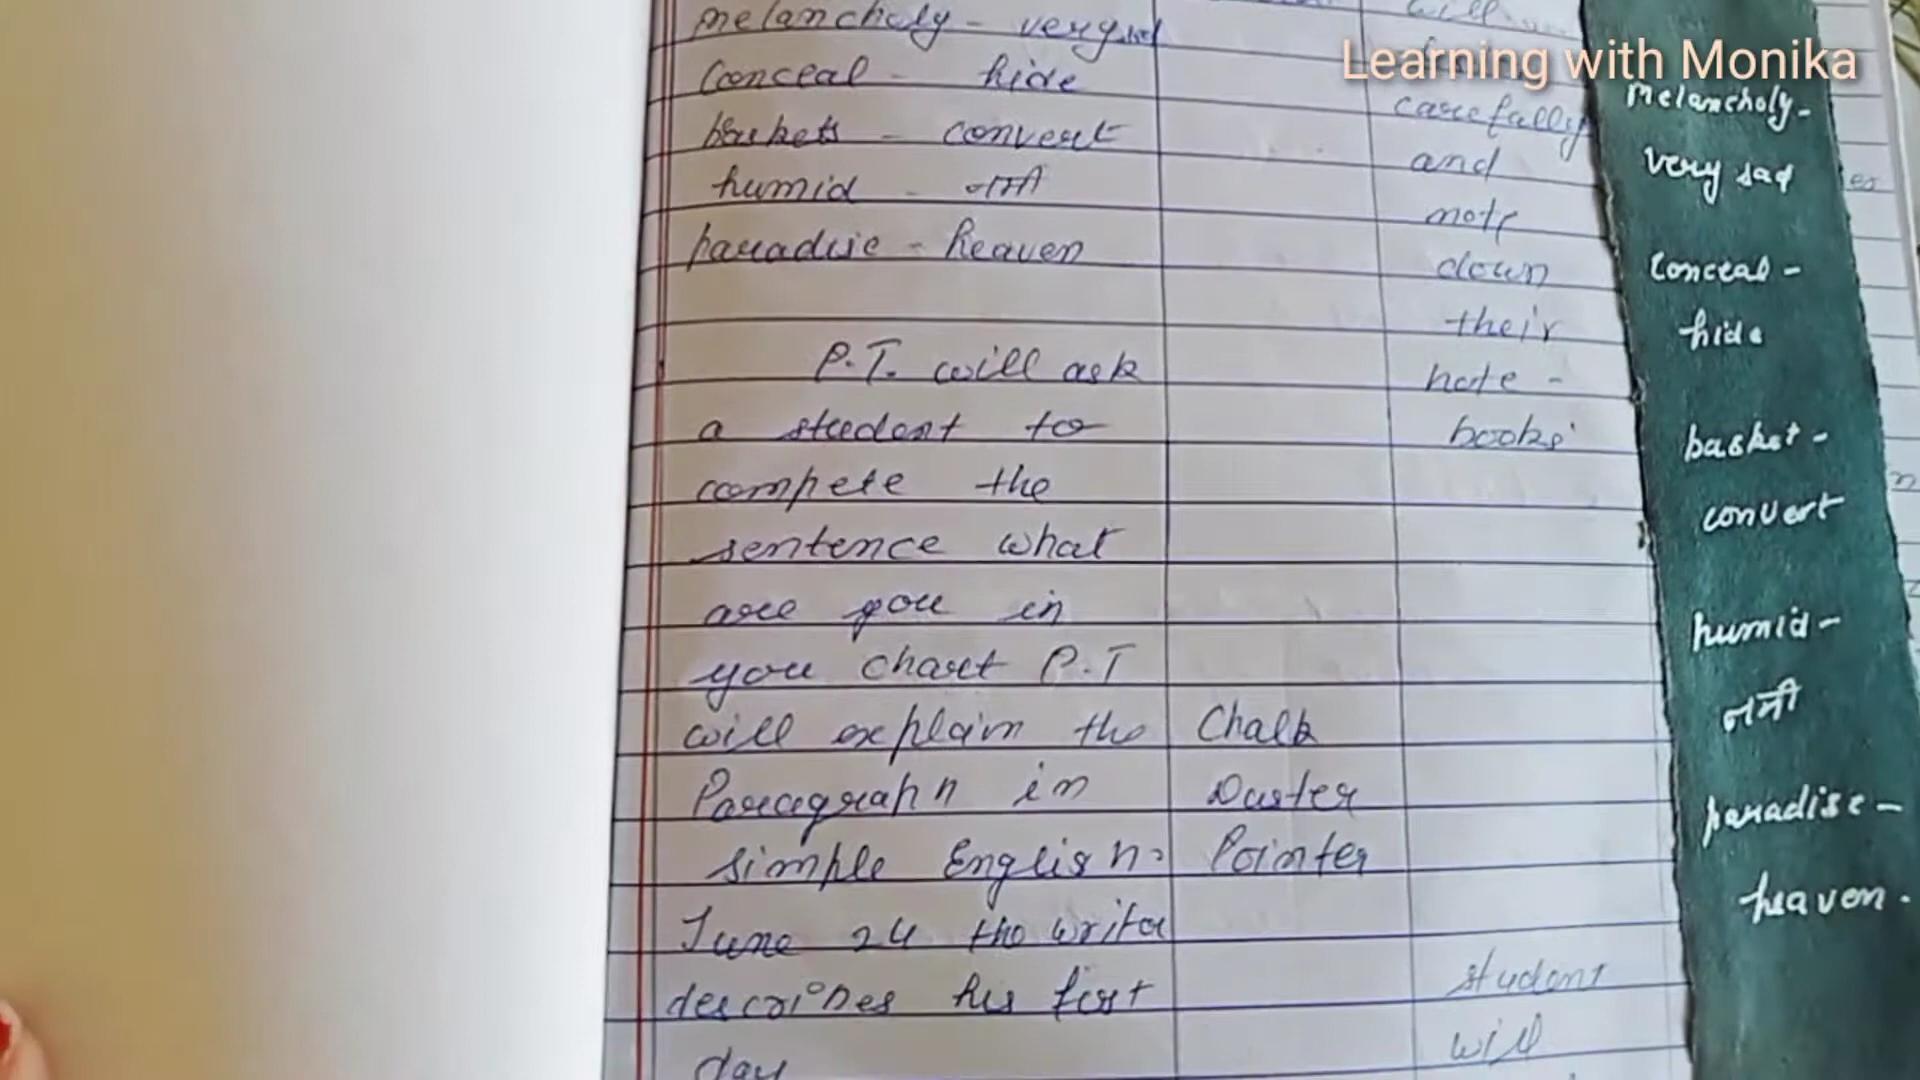 Learning with Monika
melancholy - very sad
Conceal - hide
baskets - convert
humid - नमी
paradise - heaven
P.T. will ask
a student to
compete the
sentence what
are you in
you chart P.T
will explain the
Paragraph in
simple English.
June 24 the writer
describes his first
day
Chalk
Duster
Pointer
will
carefully
and
note
down
their
note -
books
student
will
Melancholy -
very sad
Conceal -
hide
basket -
convert
humid -
नमी
paradise -
heaven.